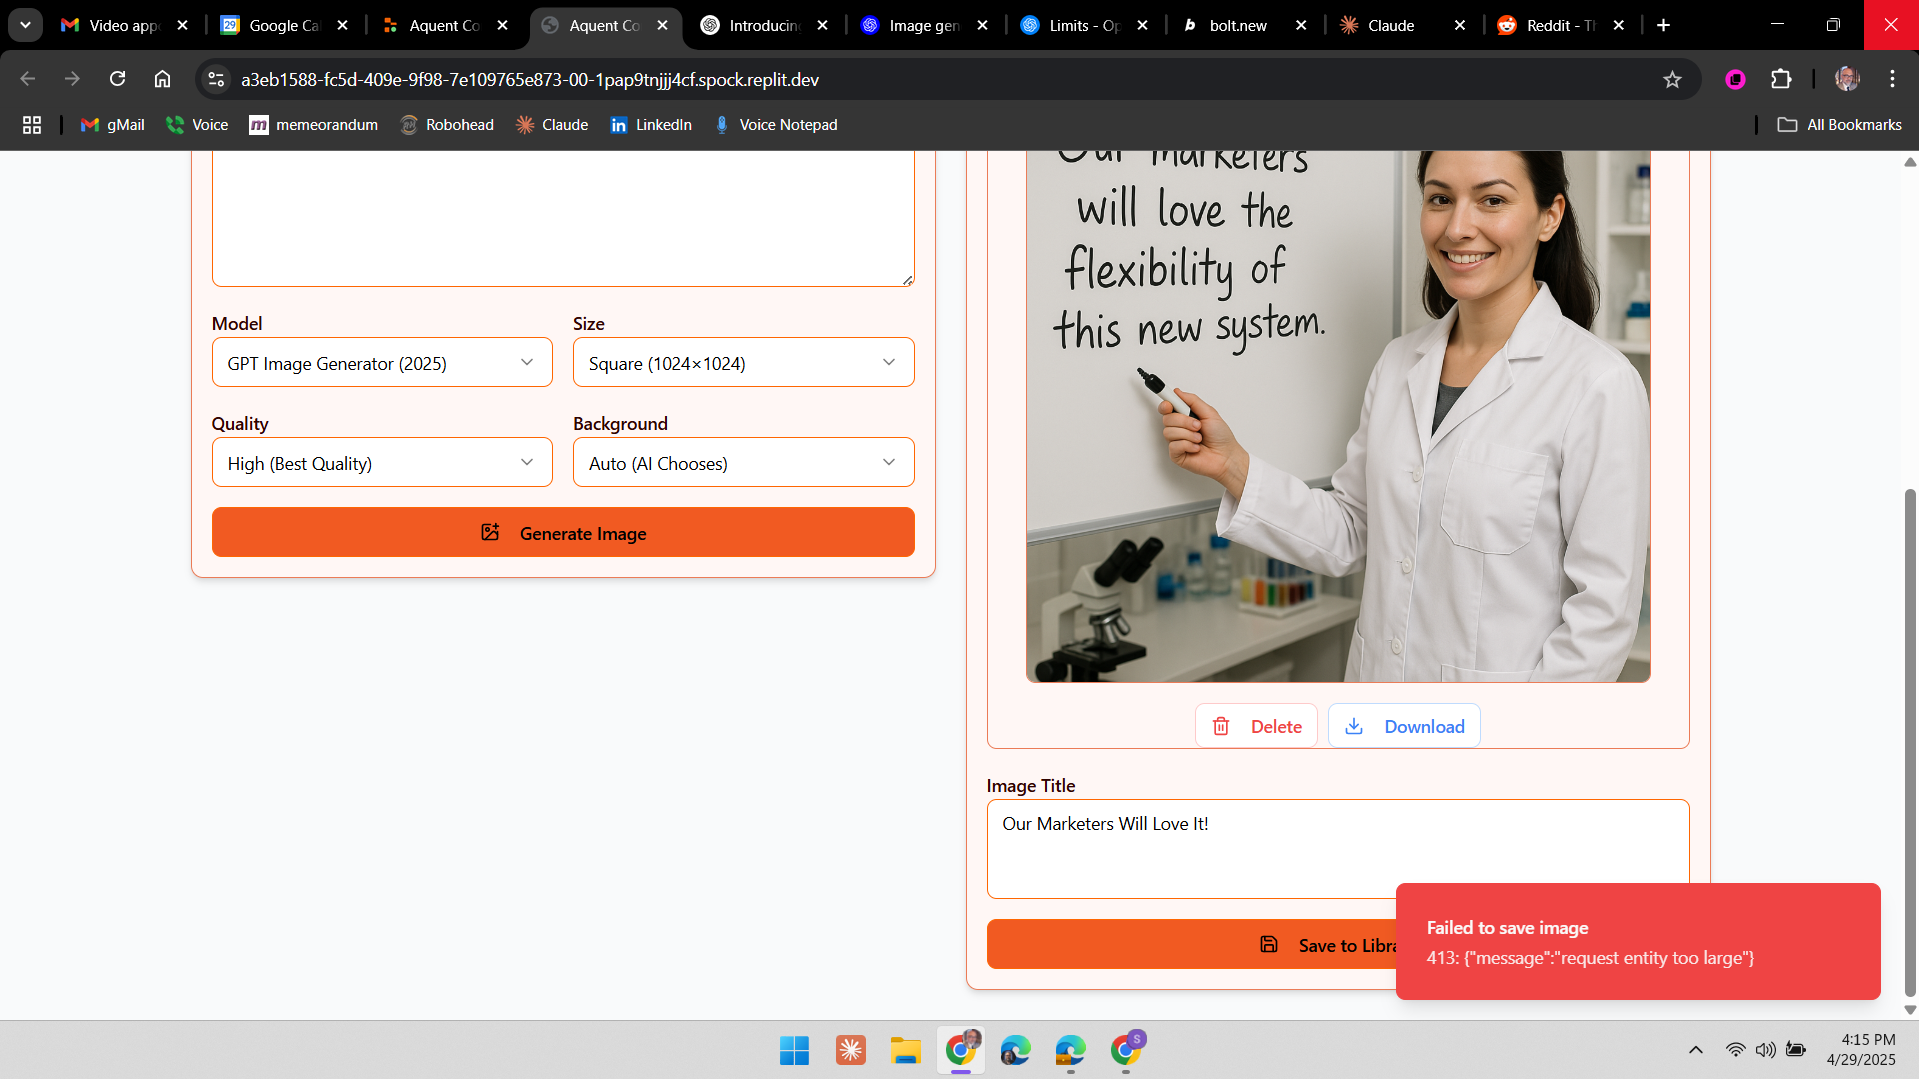 Video app
Google Cal
Aquent Co
Aquent Co
Introducing
Image gen
Limits - Op
bolt.new
Claude
Reddit - Th
a3eb1588-fc5d-409e-9f98-7e109765e873-00-1pap9tnjjj4cf.spock.replit.dev
gMail
Voice
memeorandum
Robohead
Claude
LinkedIn
Voice Notepad
All Bookmarks
Model
Size
GPT Image Generator (2025)
Square (1024×1024)
Quality
Background
High (Best Quality)
Auto (AI Chooses)
Generate Image
Our marketers
will love the
flexibility of
this new system.
Delete
Download
Image Title
Our Marketers Will Love It!
Save to Libra
Failed to save image
413: {"message":"request entity too large"}
4:15 PM
4/29/2025